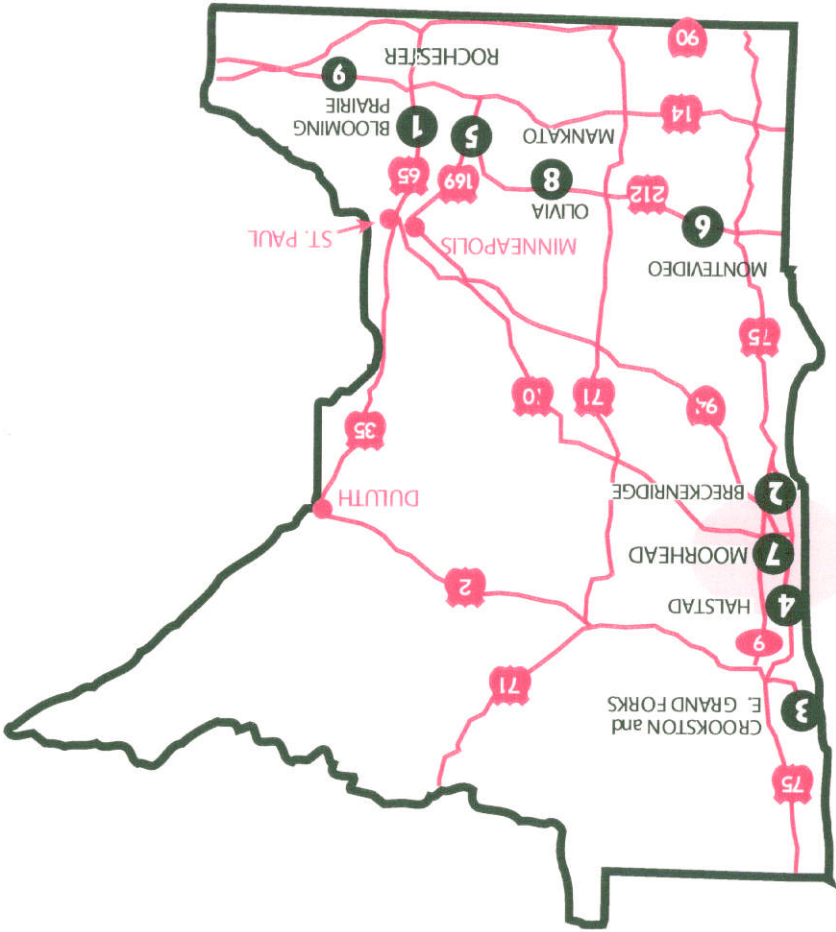 75
3
CROOKSTON and
E. GRAND FORKS
71
9
4 HALSTAD
2
7 MOORHEAD
DULUTH
2 BRECKENRIDGE
35
94
71
75
MONTEVIDEO
6
MINNEAPOLIS
ST. PAUL
212
OLIVIA
8
169
65
MANKATO
5
1
BLOOMING
PRAIRIE
14
9
ROCHESTER
90